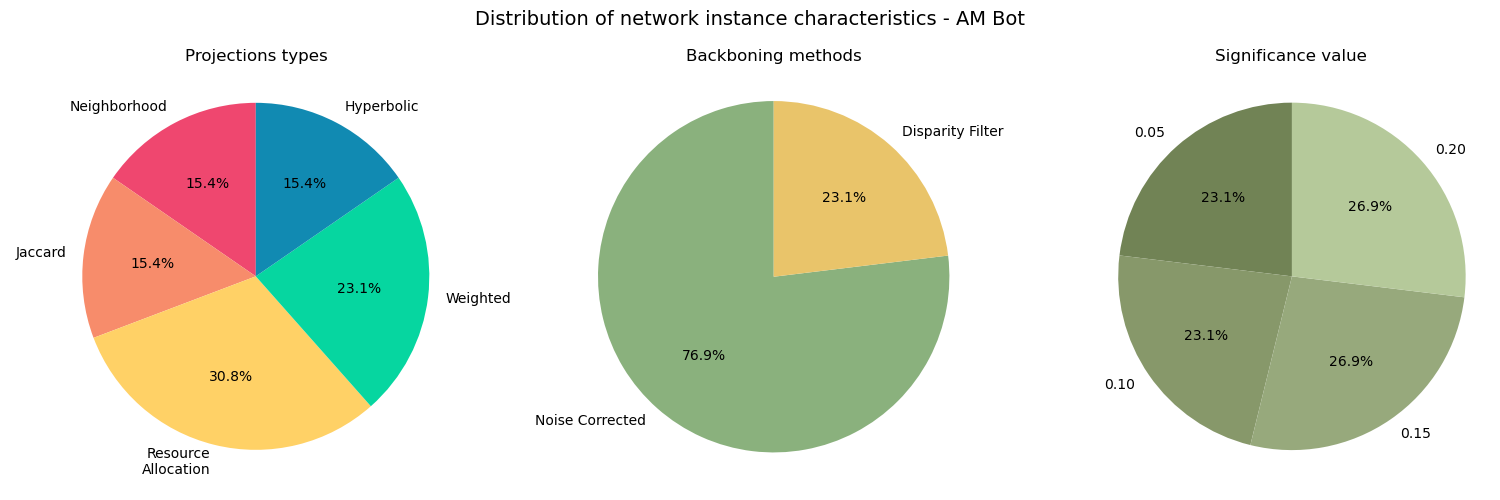 Distribution of network instance characteristics - AM Bot
Projections types
Neighborhood
Hyperbolic
15.4%
15.4%
Jaccard
15.4%
23.1%
Weighted
30.8%
Resource
Allocation
Backboning methods
Disparity Filter
23.1%
76.9%
Noise Corrected
Significance value
0.05
0.20
23.1%
26.9%
23.1%
26.9%
0.10
0.15